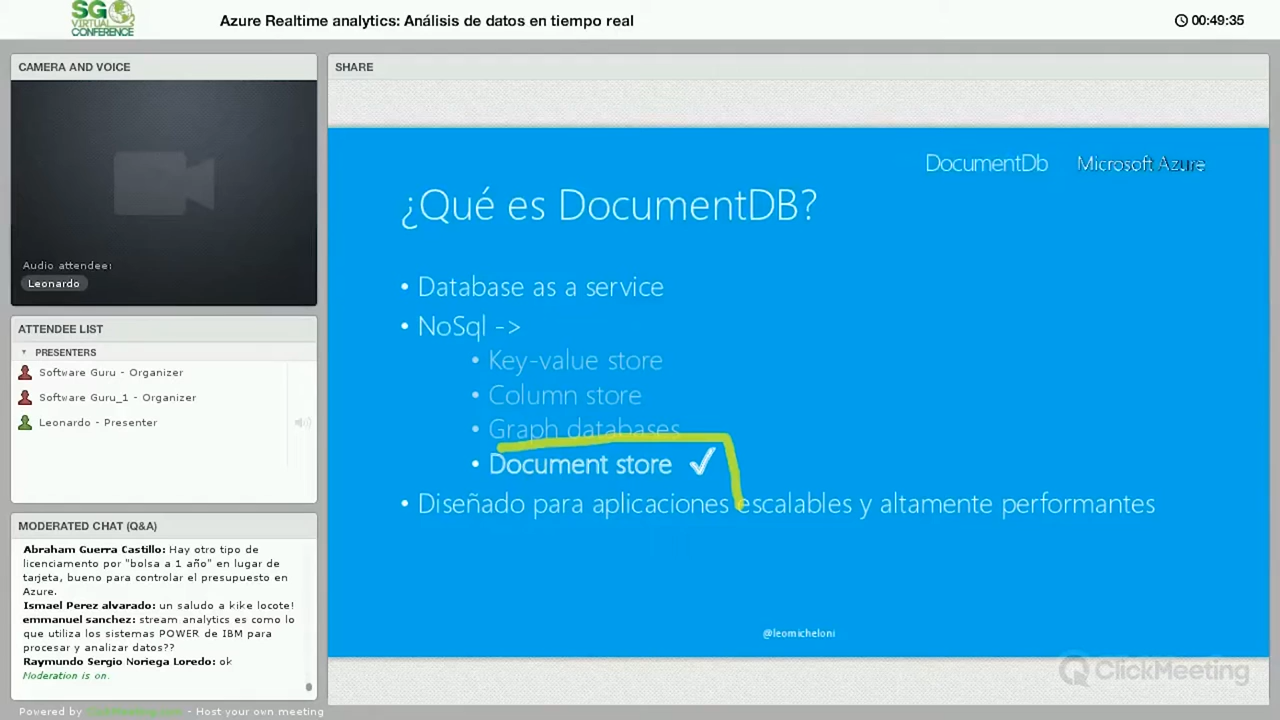 SG
VIRTUAL
CONFERENCE
Azure Realtime analytics: Análisis de datos en tiempo real
00:49:35
CAMERA AND VOICE
Audio attendee:
Leonardo
ATTENDEE LIST
PRESENTERS
Software Guru - Organizer
Software Guru_1 - Organizer
Leonardo - Presenter
MODERATED CHAT (Q&A)
Abraham Guerra Castillo: Hay otro tipo de
licenciamiento por "bolsa a 1 año" en lugar de
tarjeta, bueno para controlar el presupuesto en
Azure.
Ismael Perez alvarado: un saludo a kike locote!
emmanuel sanchez: stream analytics es como lo
que utiliza los sistemas POWER de IBM para
procesar y analizar datos??
Raymundo Sergio Noriega Loredo: ok
Moderation is on.
Powered by ClickMeeting.com - Host your own meeting
SHARE
DocumentDb Microsoft Azure
¿Qué es DocumentDB?
• Database as a service
• NoSql ->
• Key-value store
• Column store
• Graph databases
• Document store ✓
• Diseñado para aplicaciones escalables y altamente performantes
@leomicheloni
ClickMeeting